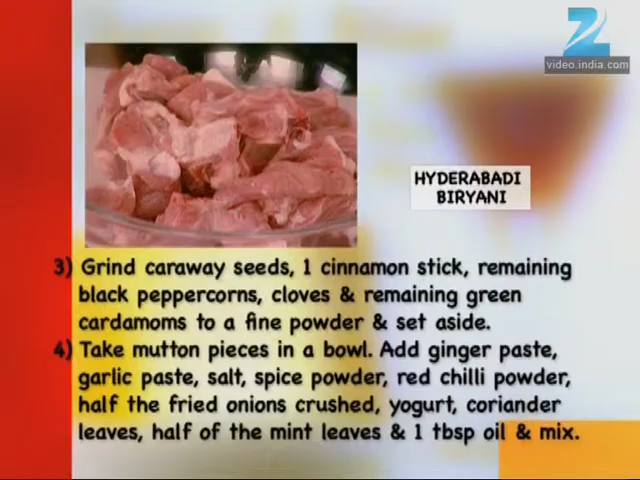 Z
video.india.com
HYDERABADI
BIRYANI
3) Grind caraway seeds, 1 cinnamon stick, remaining
black peppercorns, cloves & remaining green
cardamoms to a fine powder & set aside.
4) Take mutton pieces in a bowl. Add ginger paste,
garlic paste, salt, spice powder, red chilli powder,
half the fried onions crushed, yogurt, coriander
leaves, half of the mint leaves & 1 tbsp oil & mix.